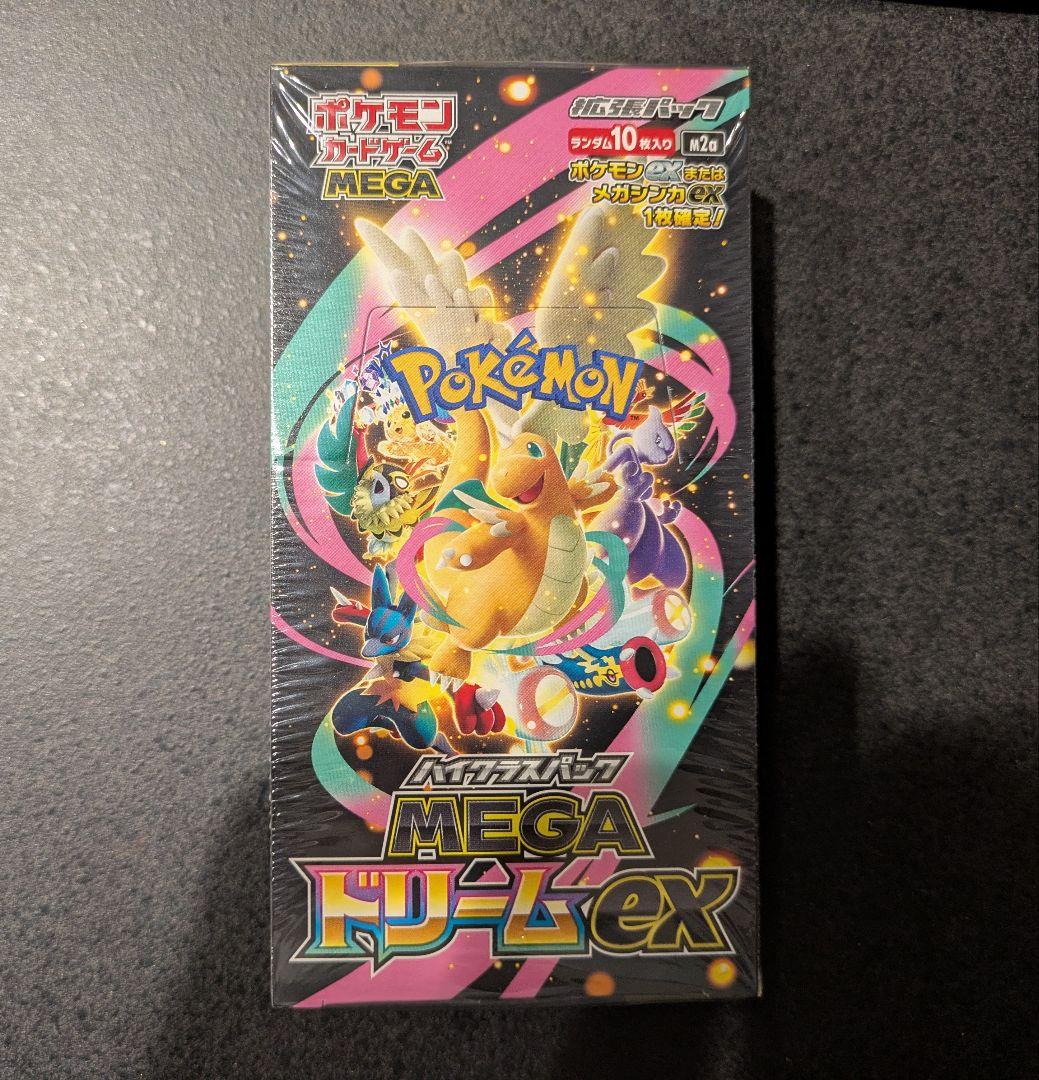 ポケモン
カードゲーム™
MEGA
拡張パック
ランダム10枚入り M2a
ポケモンexまたは
メガシンカex
1枚確定!
POKéMON™
ハイクラスパック
MEGA
ドリームex